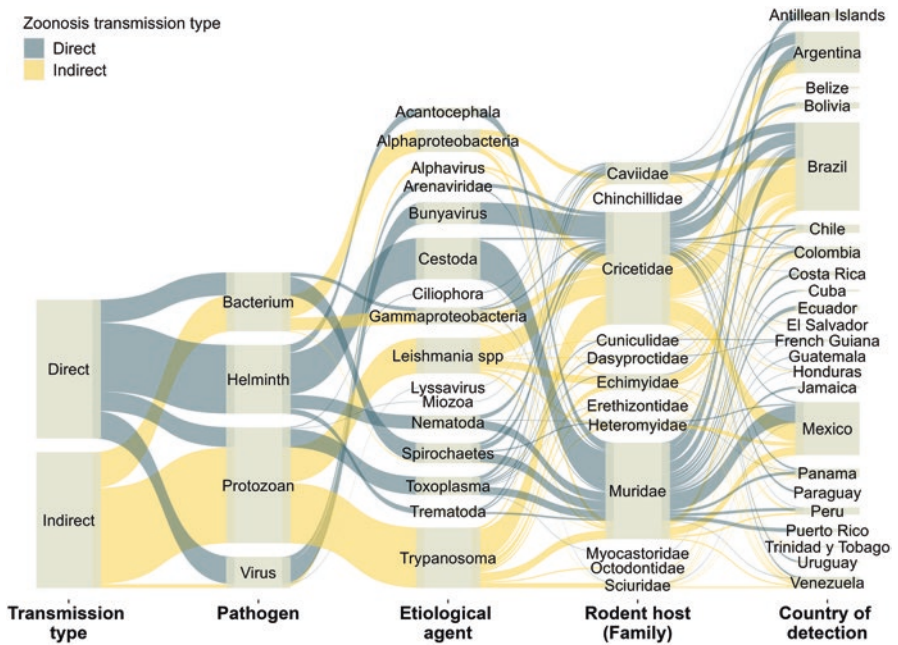 Zoonosis transmission type
Direct
Indirect
Direct
Indirect
Transmission
type
Bacterium
Helminth
Protozoan
Virus
Pathogen
Acantocephala
Alphaproteobacteria
Alphavirus
Arenaviridae
Bunyavirus
Cestoda
Ciliophora
Gammaproteobacteria
Leishmania spp
Lyssavirus
Miozoa
Nematoda
Spirochaetes
Toxoplasma
Trematoda
Trypanosoma
Etiological
agent
Caviidae
Chinchillidae
Cricetidae
Cuniculidae
Dasyproctidae
Echimyidae
Erethizontidae
Heteromyidae
Muridae
Myocastoridae
Octodontidae
Sciuridae
Rodent host
(Family)
Antillean Islands
Argentina
Belize
Bolivia
Brazil
Chile
Colombia
Costa Rica
Cuba
Ecuador
El Salvador
French Guiana
Guatemala
Honduras
Jamaica
Mexico
Panama
Paraguay
Peru
Puerto Rico
Trinidad y Tobago
Uruguay
Venezuela
Country of
detection